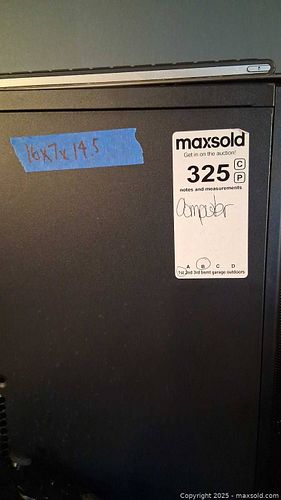 16x7x14.5
maxsold
Get in on the auction!
325 C P
notes and measurements
Computer
A B C D
1st 2nd 3rd bsmt garage outdoors
Copyright 2025 - www.maxsold.com